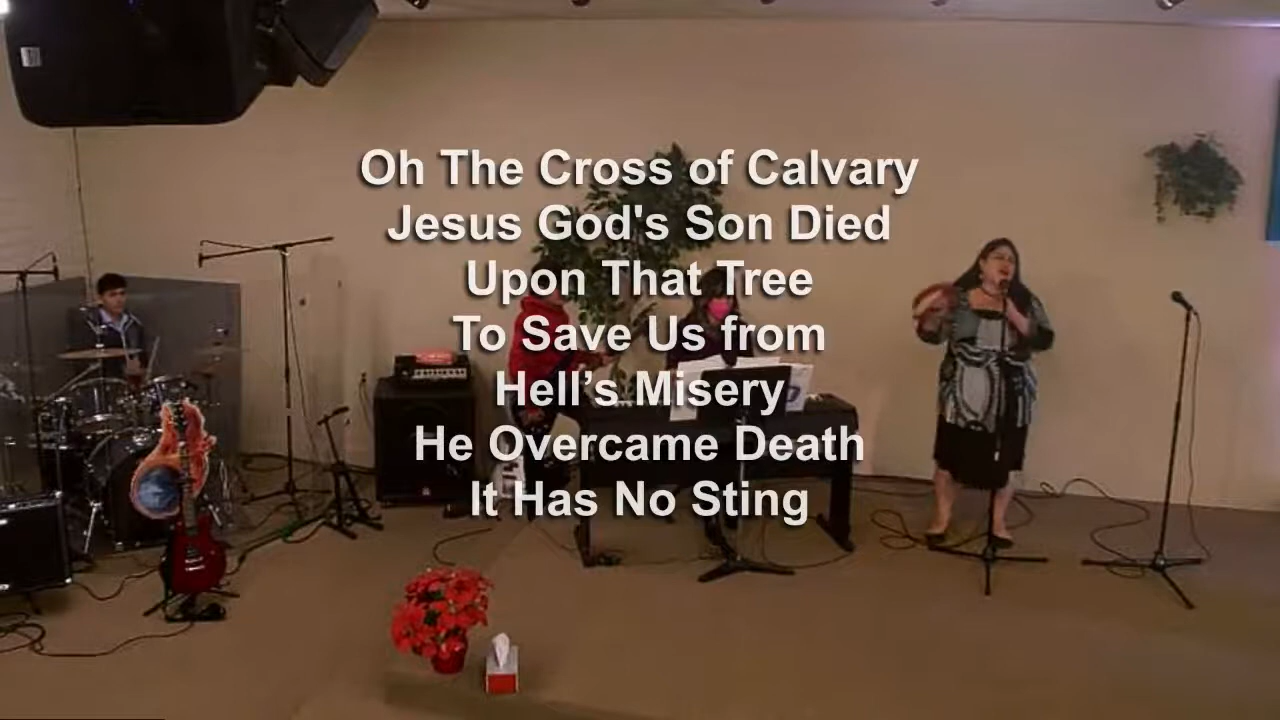 Oh The Cross of Calvary
Jesus God's Son Died
Upon That Tree
To Save Us from
Hell’s Misery
He Overcame Death
It Has No Sting